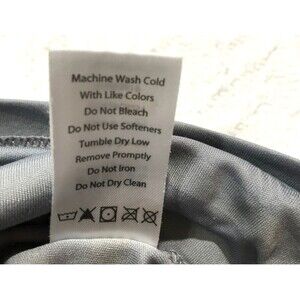 Machine Wash Cold
With Like Colors
Do Not Bleach
Do Not Use Softeners
Tumble Dry Low
Remove Promptly
Do Not Iron
Do Not Dry Clean